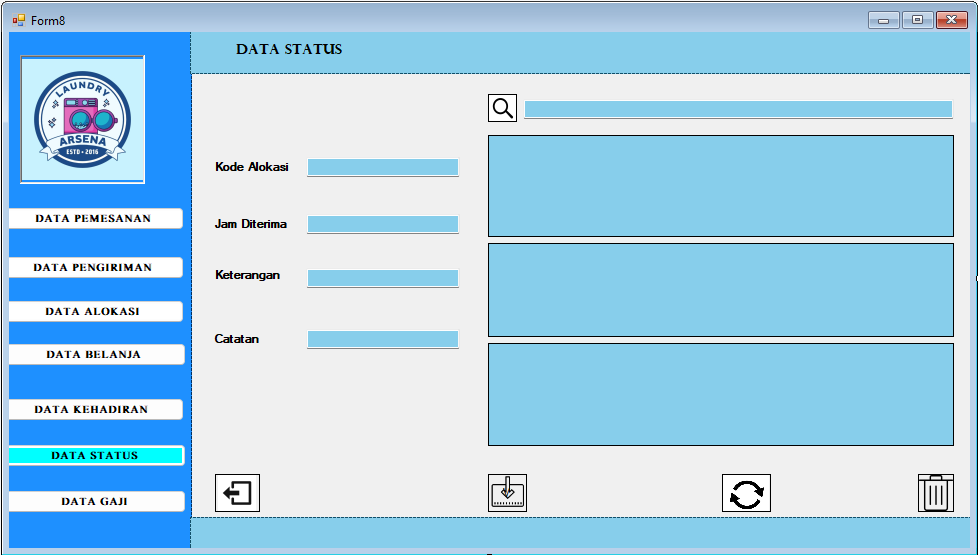 Form8
DATA STATUS
LAUNDRY
ARSENA
ESTD • 2016
Kode Alokasi
Jam Diterima
Keterangan
Catatan
DATA PEMESANAN
DATA PENGIRIMAN
DATA ALOKASI
DATA BELANJA
DATA KEHADIRAN
DATA STATUS
DATA GAJI